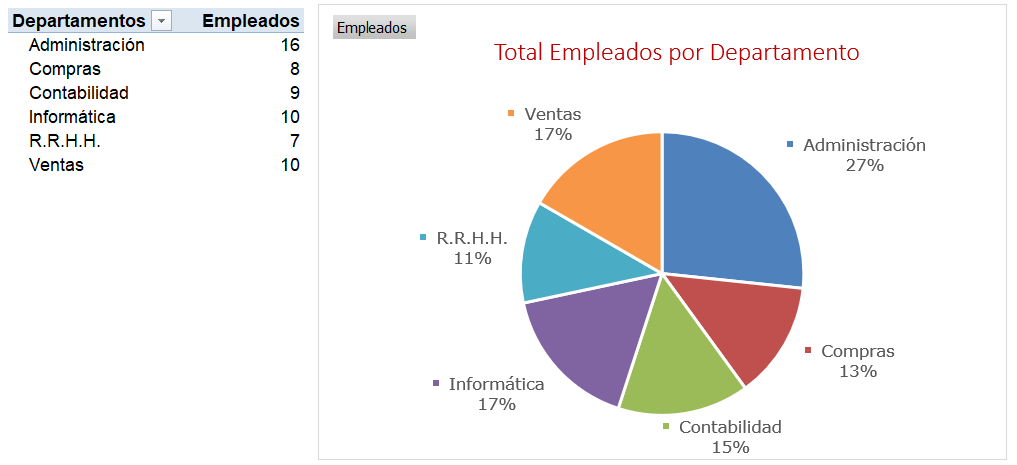 Departamentos Empleados
Administración 16
Compras 8
Contabilidad 9
Informática 10
R.R.H.H. 7
Ventas 10
Empleados
Total Empleados por Departamento
Ventas
17%
Administración
27%
R.R.H.H.
11%
Compras
13%
Informática
17%
Contabilidad
15%